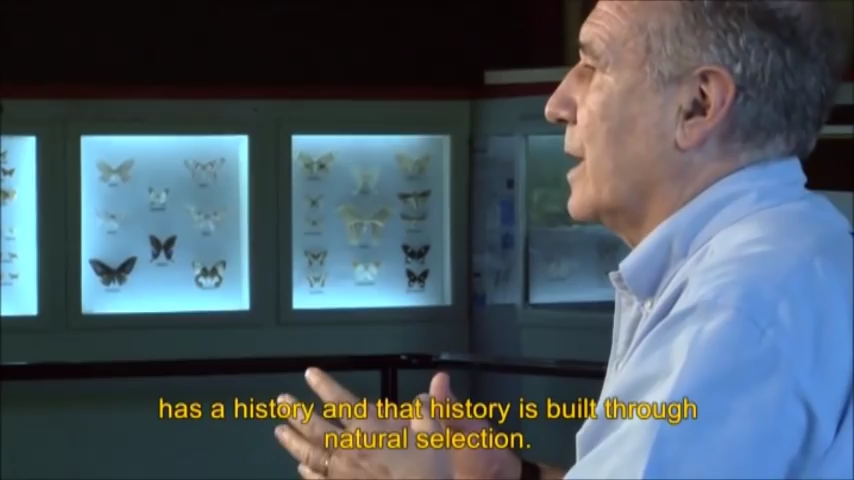 has a history and that history is built through
natural selection.